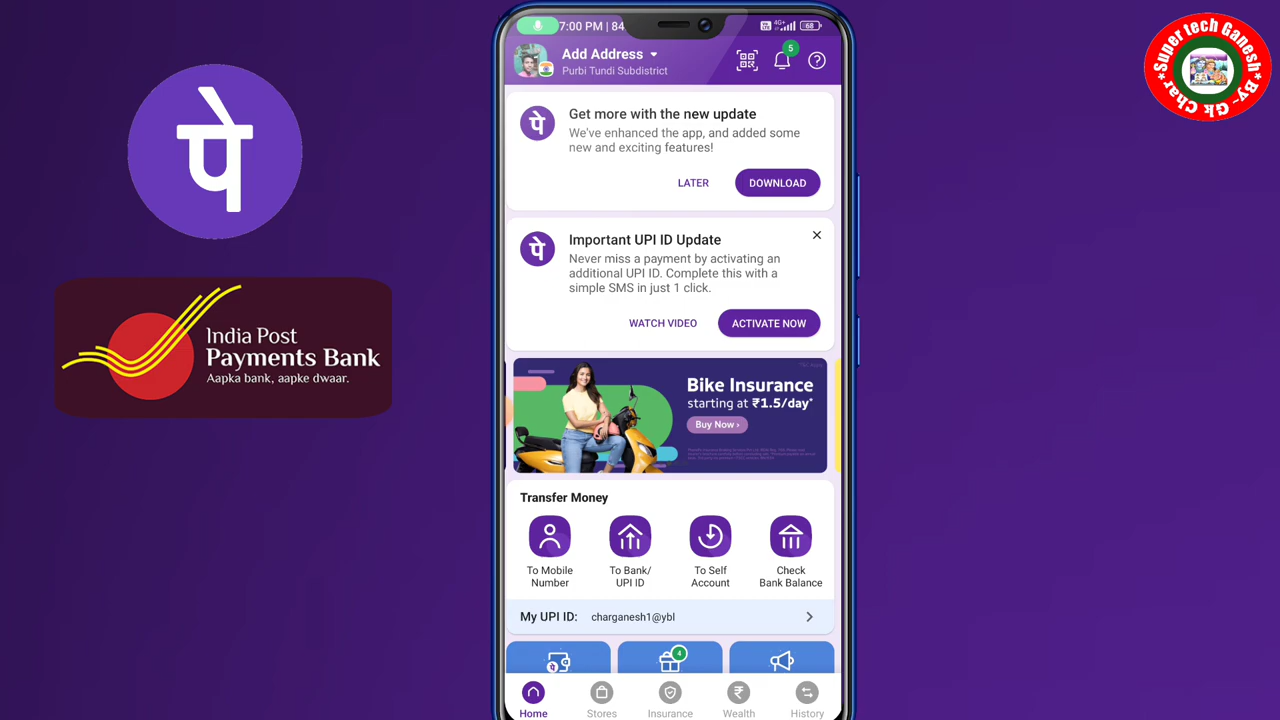 7:00 PM | 84
68
Add Address
Purbi Tundi Subdistrict
5
पे
Get more with the new update
We've enhanced the app, and added some
new and exciting features!
LATER
DOWNLOAD
पे
Important UPI ID Update
Never miss a payment by activating an
additional UPI ID. Complete this with a
simple SMS in just 1 click.
WATCH VIDEO
ACTIVATE NOW
Bike Insurance
starting at ₹1.5/day*
Buy Now ›
Transfer Money
To Mobile
Number
To Bank/
UPI ID
To Self
Account
Check
Bank Balance
My UPI ID: charganesh1@ybl
4
Home
Stores
Insurance
Wealth
History
पे
India Post
Payments Bank
Aapka bank, aapke dwaar.
Super tech Ganesh
By- Gk Char